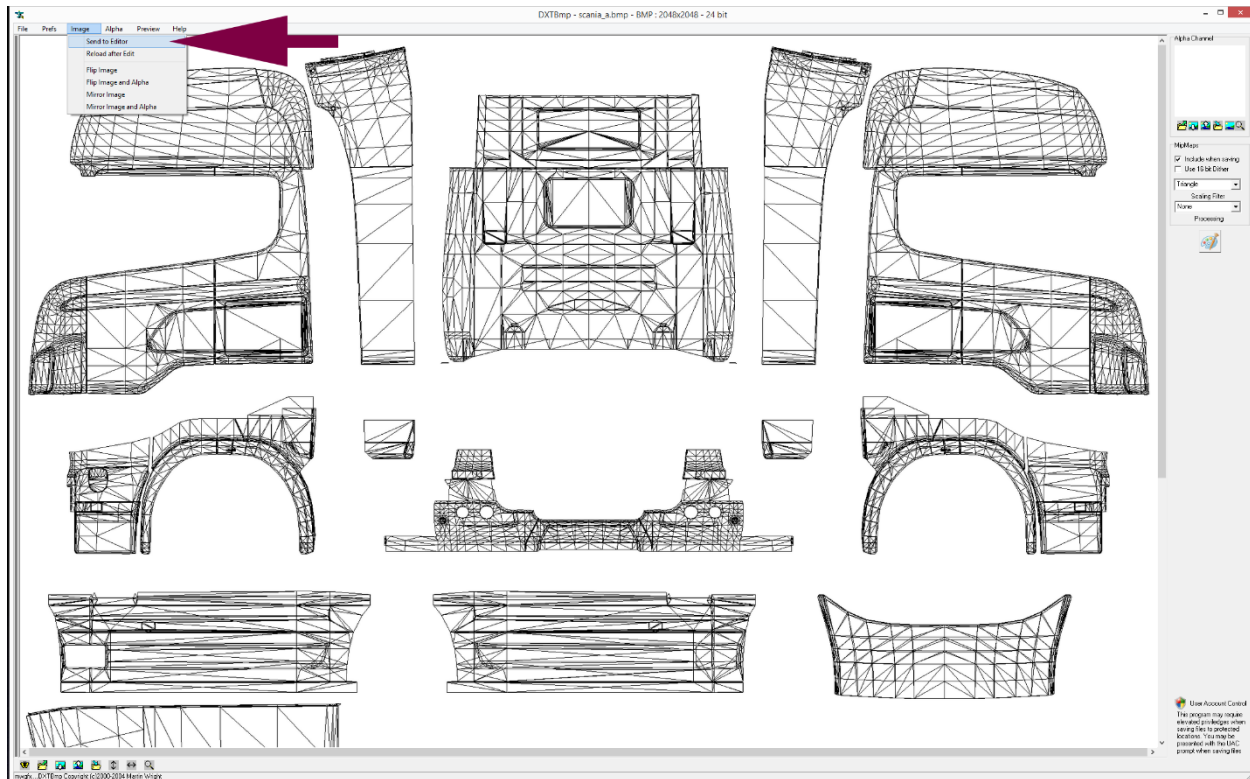 DXTBmp - scania_a.bmp - BMP : 2048x2048 - 24 bit
File Prefs Image Alpha Preview Help
Send to Editor
Reload after Edit
Flip Image
Flip Image and Alpha
Mirror Image
Mirror Image and Alpha
Alpha Channel
MipMaps
Include when saving
Use 16 bit Dither
Triangle
Scaling Filter
None
Processing
User Account Control
This program may require
elevated priviledges when
saving files to protected
locations. You may be
presented with the UAC
prompt when saving files
mwgfx...DXTBmp Copyright (c)2000-2004 Martin Wright